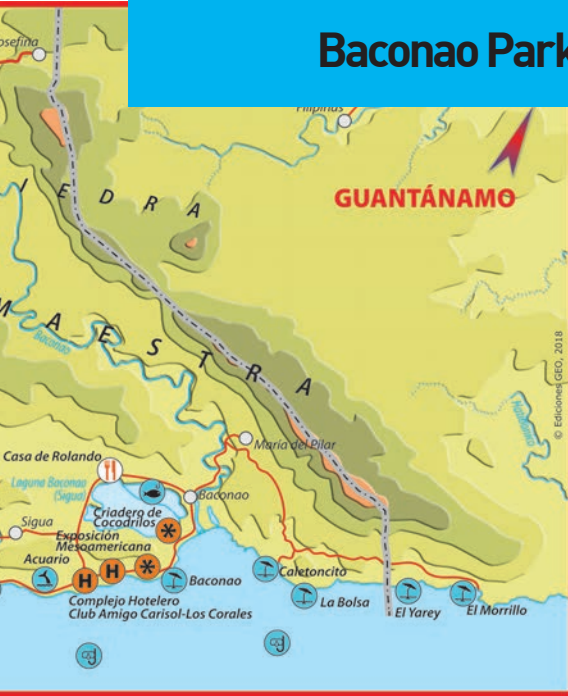 Baconao Park
osefina
Filipinas
GUANTÁNAMO
I E D R A
M A E S T R A
Baconao
© Ediciones GEO, 2018
María del Pilar
Casa de Rolando
Laguna Baconao
(Sigua)
Baconao
Criadero de
Cocodrilos
Sigua
Exposición
Mesoamericana
Acuario
H
H
Baconao
Caletoncito
La Bolsa
El Yarey
El Morrillo
Complejo Hotelero
Club Amigo Carisol-Los Corales